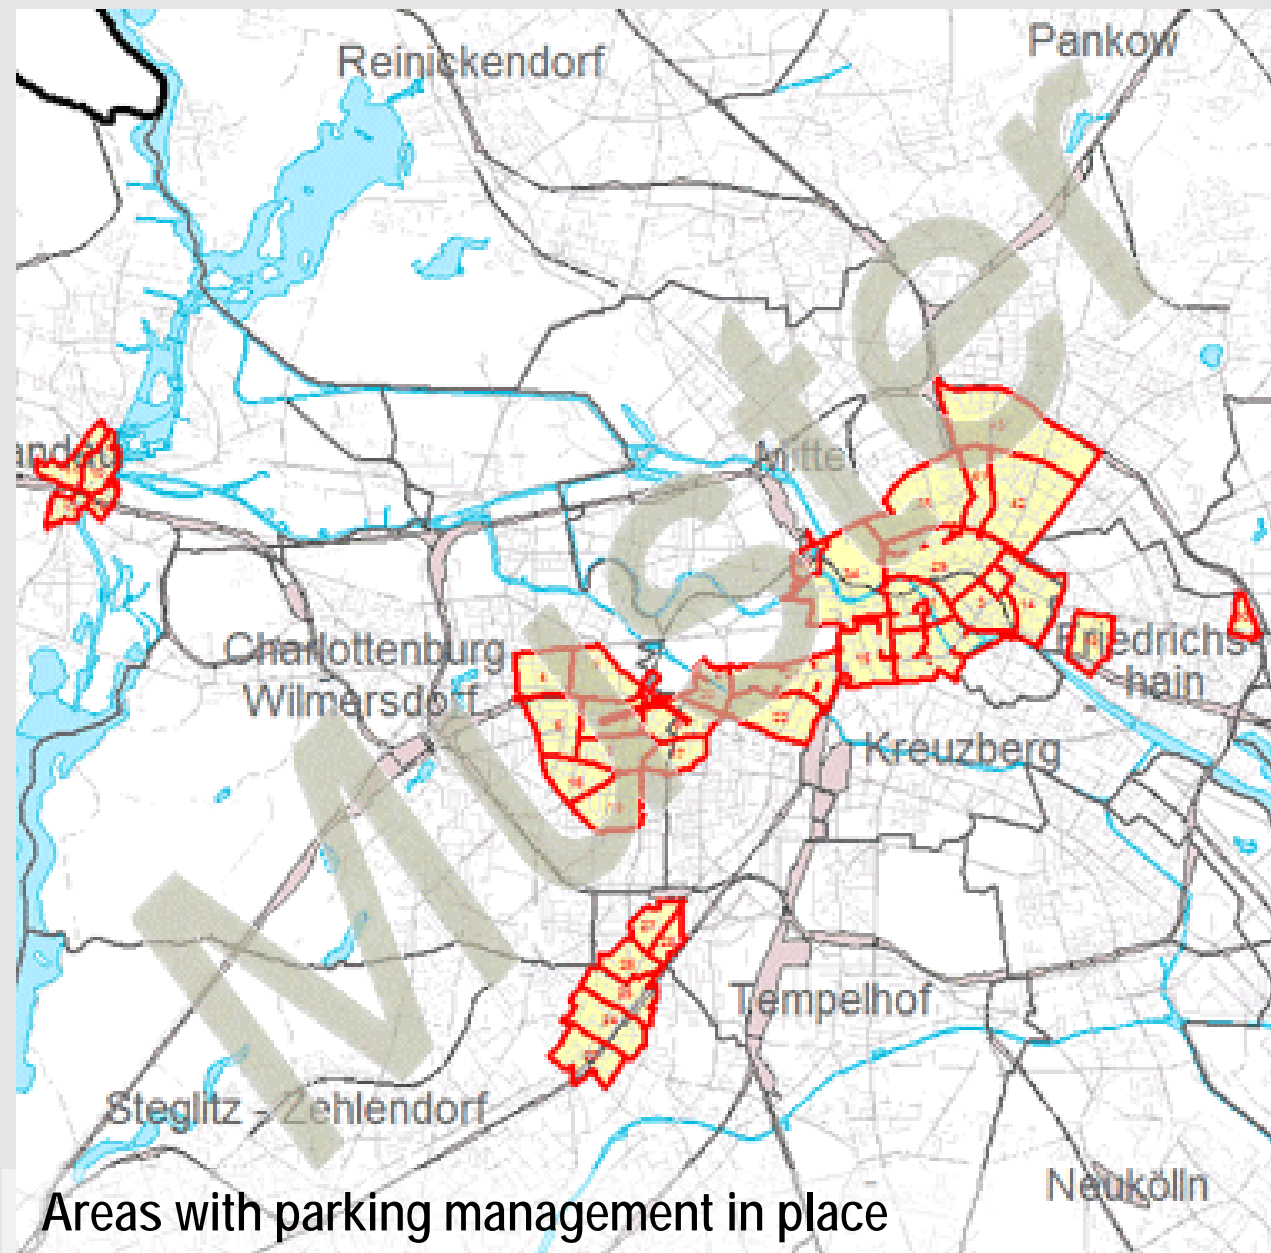 Reinickendorf
Pankow
Mitte
andau
Charlottenburg
Wilmersdorf
Friedrichs-
hain
Kreuzberg
Tempelhof
Steglitz - Zehlendorf
Neukölln
Muster
Areas with parking management in place